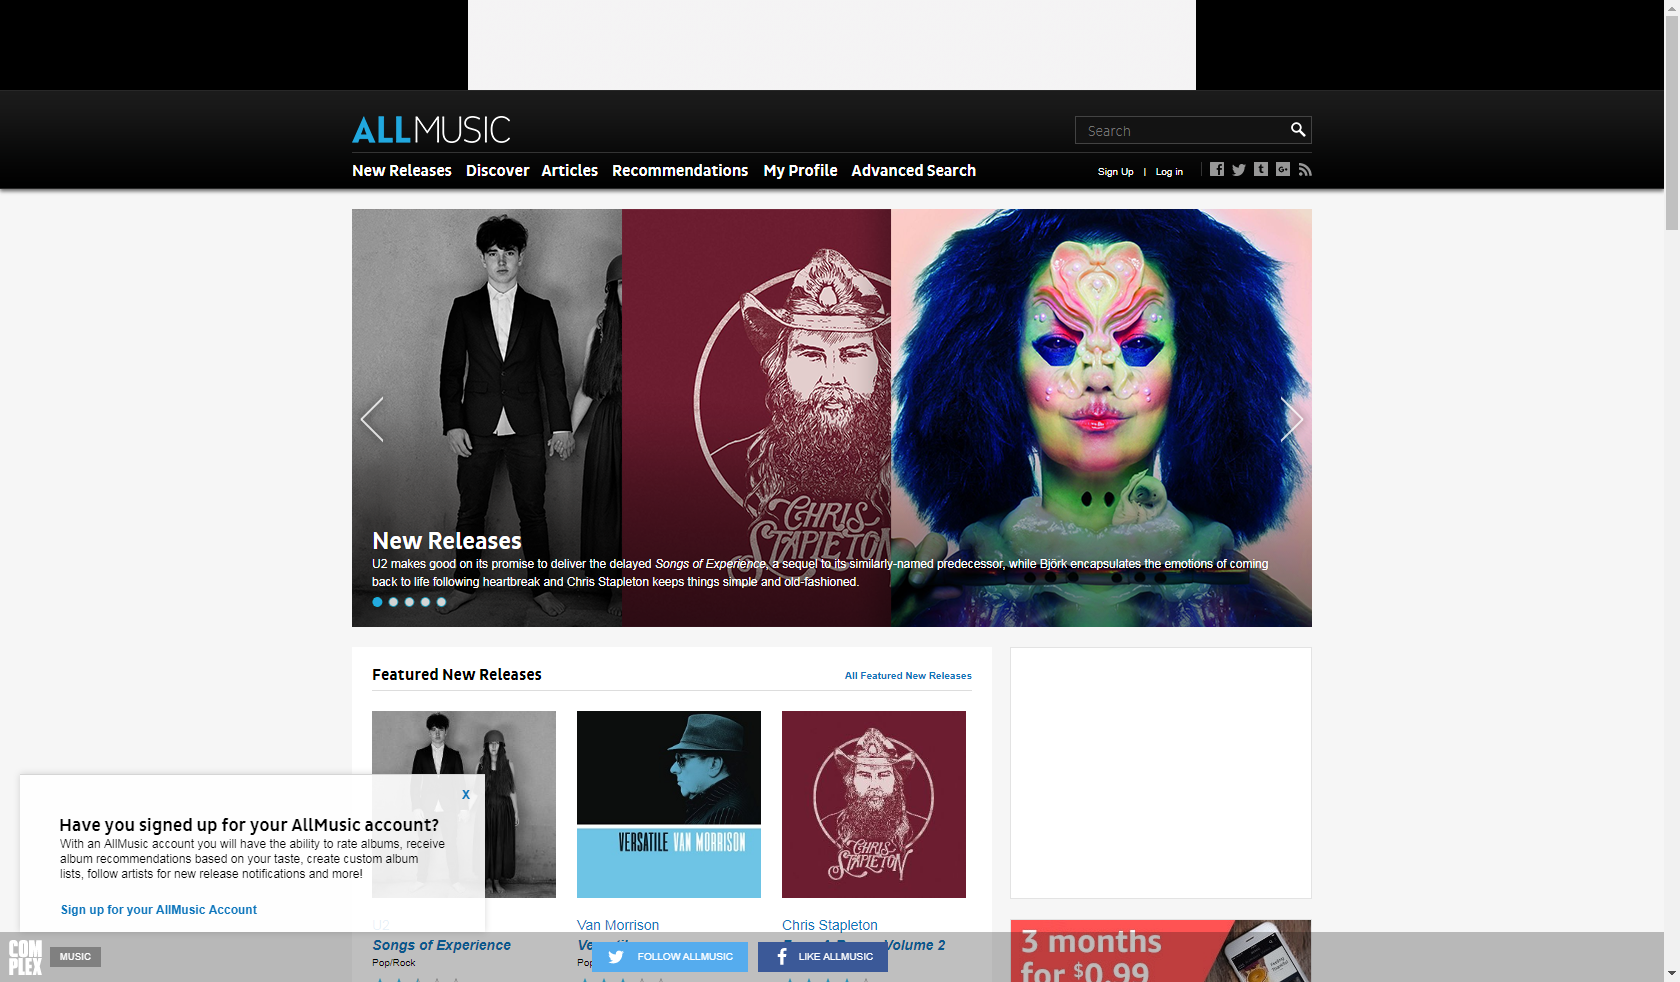 ALLMUSIC
Search
New Releases Discover Articles Recommendations My Profile Advanced Search
Sign Up | Log in
CHRIS
STAPLETON
New Releases
U2 makes good on its promise to deliver the delayed Songs of Experience, a sequel to its similarly-named predecessor, while Björk encapsulates the emotions of coming
back to life following heartbreak and Chris Stapleton keeps things simple and old-fashioned.
Featured New Releases
All Featured New Releases
VERSATILE VAN MORRISON
CHRIS
STAPLETON
X
Have you signed up for your AllMusic account?
With an AllMusic account you will have the ability to rate albums, receive
album recommendations based on your taste, create custom album
lists, follow artists for new release notifications and more!
Sign up for your AllMusic Account
U2
Songs of Experience
Pop/Rock
Van Morrison
Chris Stapleton
Volume 2
3 months
for $0.99
COM
PLEX
MUSIC
FOLLOW ALLMUSIC
LIKE ALLMUSIC